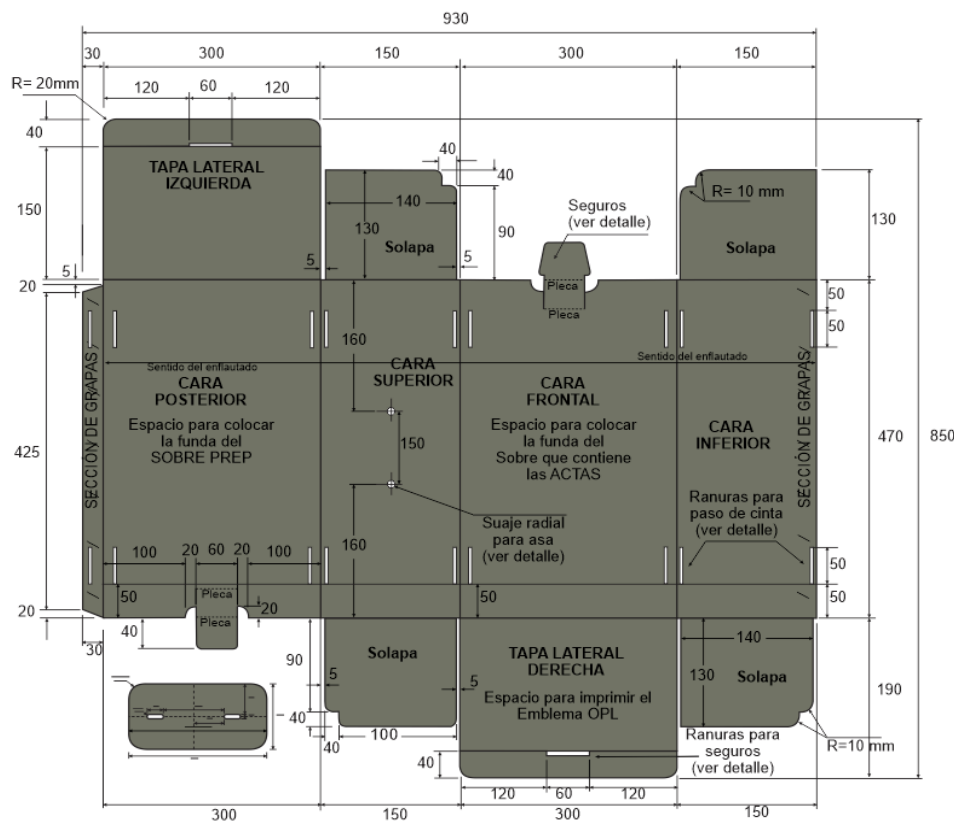 930
30
300
150
300
150
R= 20mm
120
60
120
40
40
40
TAPA LATERAL
IZQUIERDA
R= 10 mm
150
140
130
90
Seguros
(ver detalle)
130
Solapa
Solapa
5
5
5
20
Pleca
Pleca
50
50
160
Sentido del enflautado
Sentido del enflautado
CARA
SUPERIOR
CARA
POSTERIOR
CARA
FRONTAL
SECCIÓN DE GRAPAS
SECCIÓN DE GRAPAS
Espacio para colocar
la funda del
SOBRE PREP
Espacio para colocar
la funda del
Sobre que contiene
las ACTAS
CARA
INFERIOR
425
150
470
850
Ranuras para
paso de cinta
(ver detalle)
Suaje radial
para asa
(ver detalle)
160
100
20
60
20
100
50
50
Pleca
Pleca
50
20
50
20
40
30
90
Solapa
TAPA LATERAL
DERECHA
140
130
Solapa
190
5
5
Espacio para imprimir el
Emblema OPL
40
40
100
Ranuras para
seguros
(ver detalle)
R=10 mm
40
120
60
120
300
150
300
150